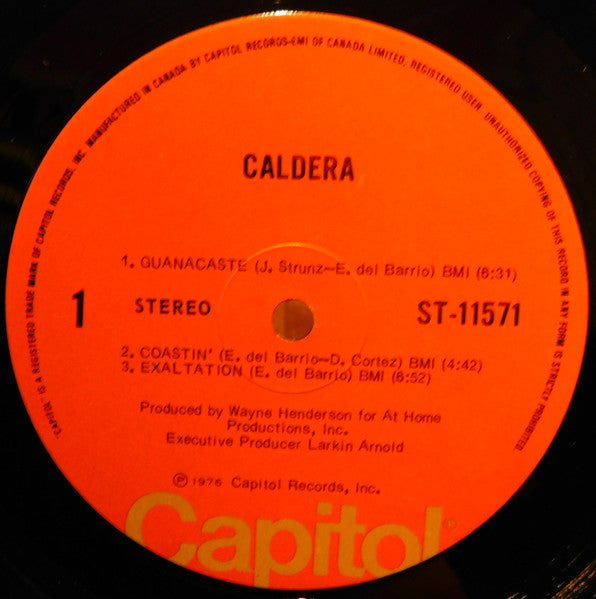 "CAPITOL" IS A REGISTERED TRADE MARK OF CAPITOL RECORDS, INC. MANUFACTURED IN CANADA BY CAPITOL RECORDS-EMI OF CANADA LIMITED, REGISTERED USER. UNAUTHORIZED COPYING OF THIS RECORD IN ANY FORM IS STRICTLY PROHIBITED.
CALDERA
1. GUANACASTE (J. Strunz–E. del Barrio) BMI (6:31)
1 STEREO ST-11571
2. COASTIN' (E. del Barrio–D. Cortez) BMI (4:42)
3. EXALTATION (E. del Barrio) BMI (6:52)
Produced by Wayne Henderson for At Home
Productions, Inc.
Executive Producer Larkin Arnold
℗ 1976 Capitol Records, Inc.
Capitol®